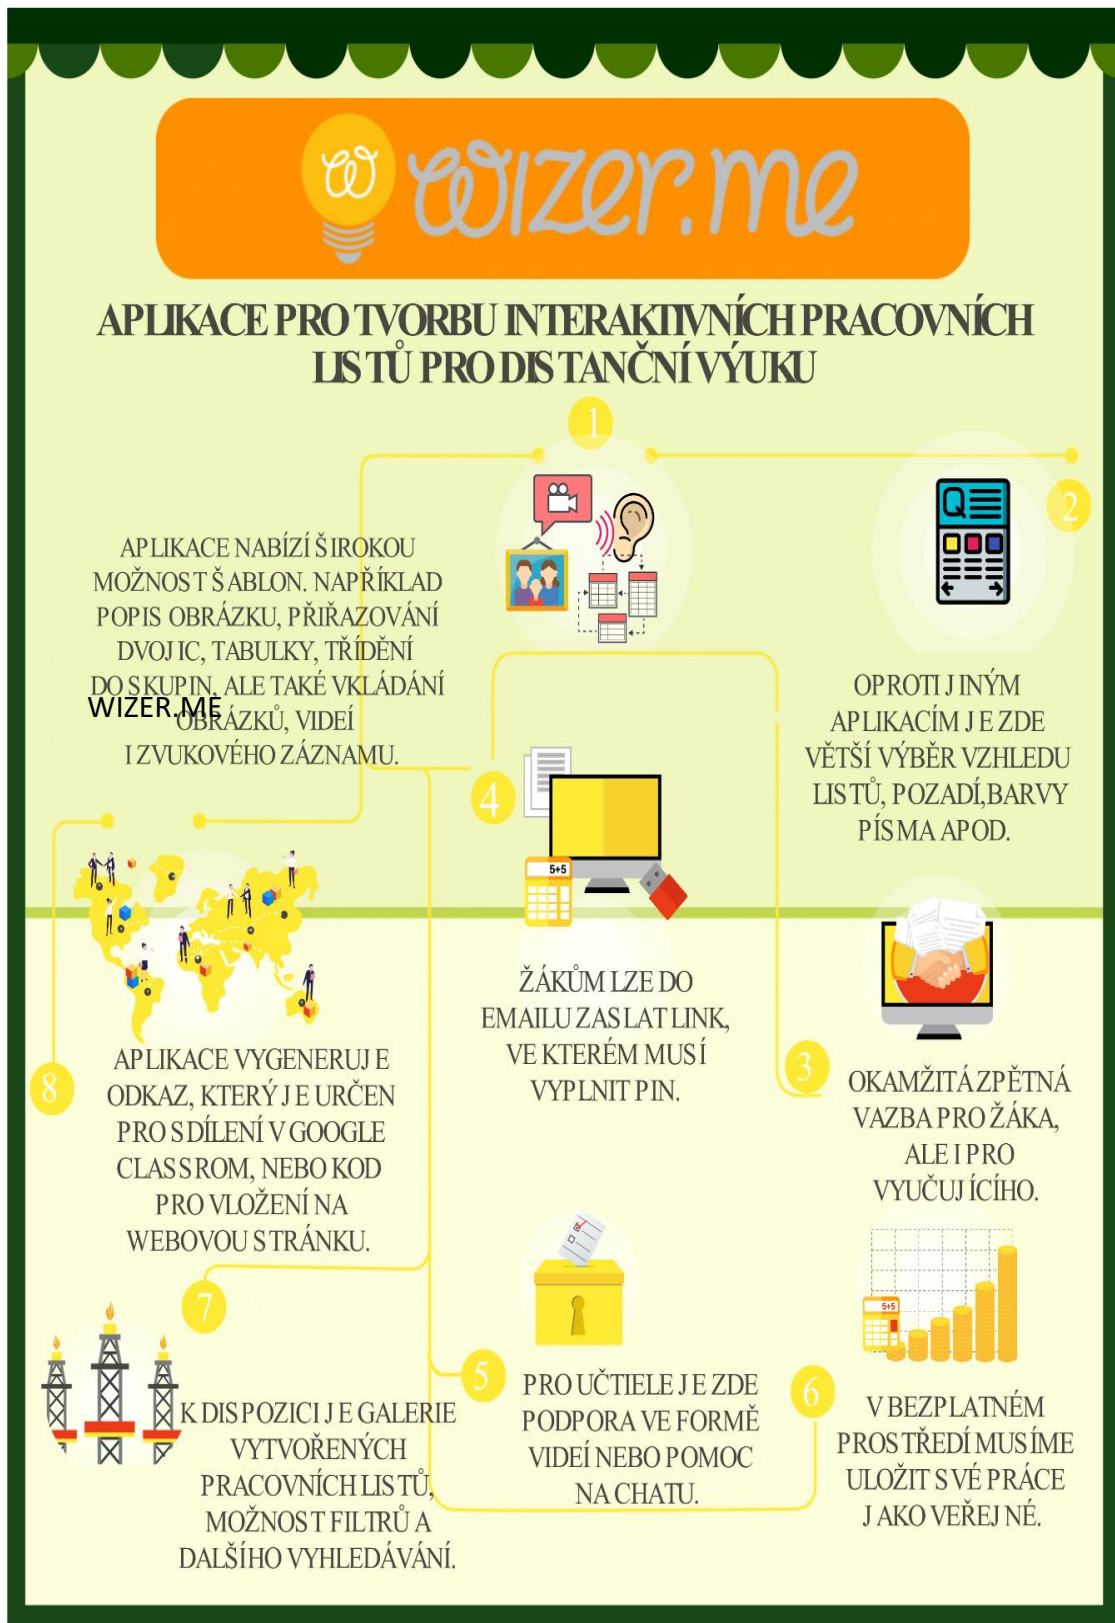 wizer.me
APLIKACE PRO TVORBU INTERAKTIVNÍCH PRACOVNÍCH
LISTŮ PRO DISTANČNÍ VÝUKU
1
APLIKACE NABÍZÍ ŠIROKOU
MOŽNOST ŠABLON. NAPŘÍKLAD
POPIS OBRÁZKU, PŘIŘAZOVÁNÍ
DVOJIC, TABULKY, TŘÍDĚNÍ
DO SKUPIN, ALE TAKÉ VKLÁDÁNÍ
OBRÁZKŮ, VIDEÍ
I ZVUKOVÉHO ZÁZNAMU.
WIZER.ME
Q
2
OPROTI JINÝM
APLIKACÍM JE ZDE
VĚTŠÍ VÝBĚR VZHLEDU
LISTŮ, POZADÍ,BARVY
PÍSMA APOD.
3
OKAMŽITÁ ZPĚTNÁ
VAZBA PRO ŽÁKA,
ALE I PRO
VYUČUJÍCÍHO.
4
5+5
ŽÁKŮM LZE DO
EMAILU ZASLAT LINK,
VE KTERÉM MUSÍ
VYPLNIT PIN.
5
PRO UČTIELE JE ZDE
PODPORA VE FORMĚ
VIDEÍ NEBO POMOC
NA CHATU.
5+5
6
V BEZPLATNÉM
PROSTŘEDÍ MUSÍME
ULOŽIT SVÉ PRÁCE
JAKO VEŘEJNÉ.
7
K DISPOZICI JE GALERIE
VYTVOŘENÝCH
PRACOVNÍCH LISTŮ,
MOŽNOST FILTRŮ A
DALŠÍHO VYHLEDÁVÁNÍ.
8
APLIKACE VYGENERUJE
ODKAZ, KTERÝ JE URČEN
PRO SDÍLENÍ V GOOGLE
CLASSROM, NEBO KOD
PRO VLOŽENÍ NA
WEBOVOU STRÁNKU.